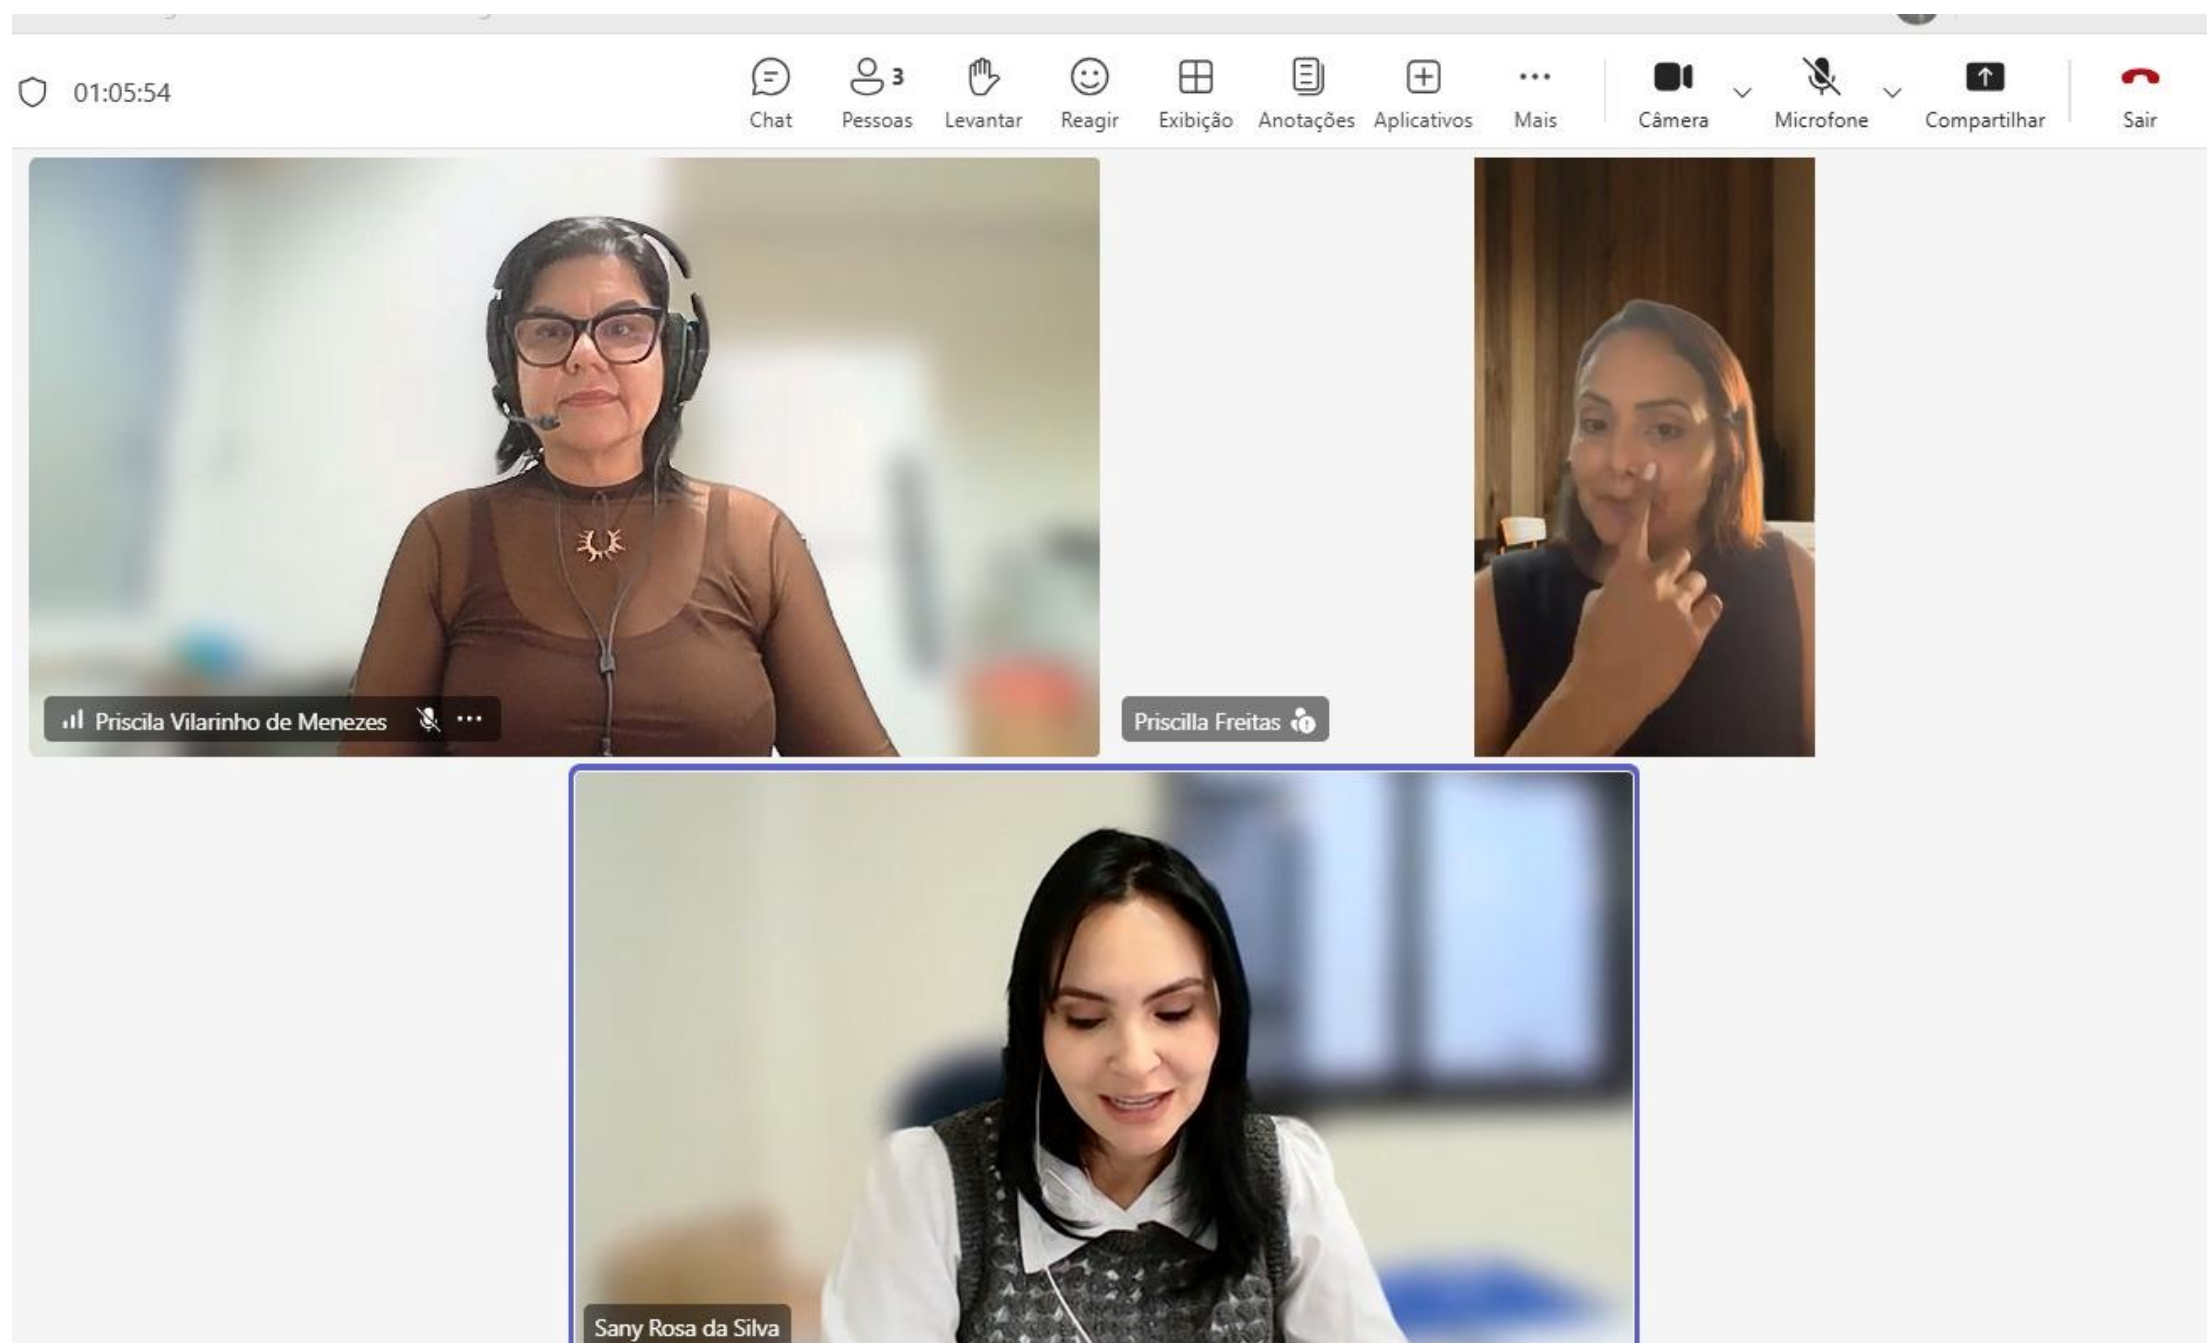 01:05:54
Chat
Pessoas 3
Levantar
Reagir
Exibição
Anotações
Aplicativos
Mais
Câmera
Microfone
Compartilhar
Sair
Priscila Vilarinho de Menezes
Priscilla Freitas
Sany Rosa da Silva